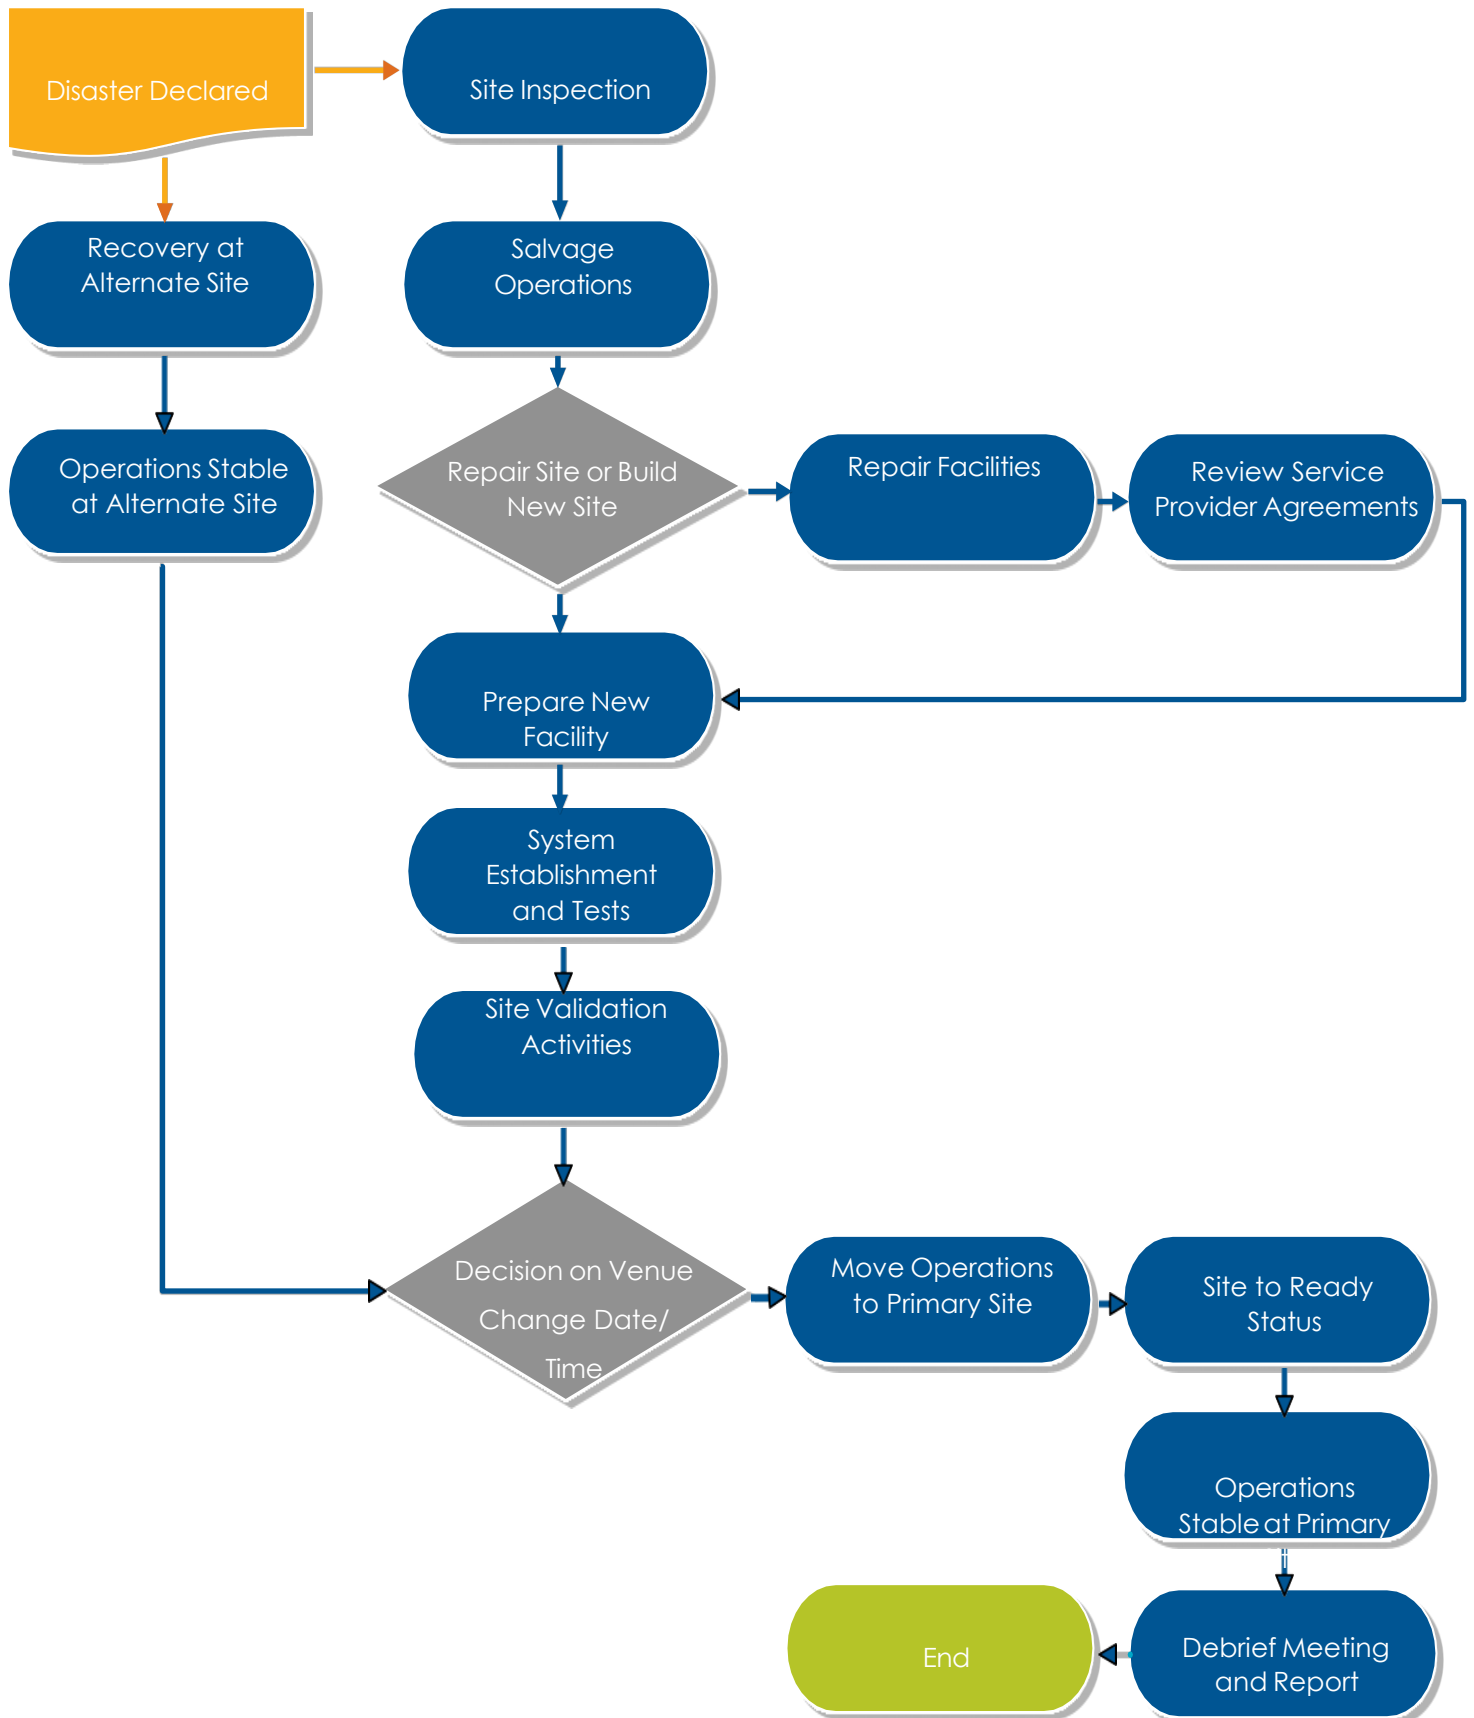 Disaster Declared
Site Inspection
Recovery at
Alternate Site
Salvage
Operations
Operations Stable
at Alternate Site
Repair Site or Build
New Site
Repair Facilities
Review Service
Provider Agreements
Prepare New
Facility
System
Establishment
and Tests
Site Validation
Activities
Decision on Venue
Change Date/
Time
Move Operations
to Primary Site
Site to Ready
Status
Operations
Stable at Primary
End
Debrief Meeting
and Report